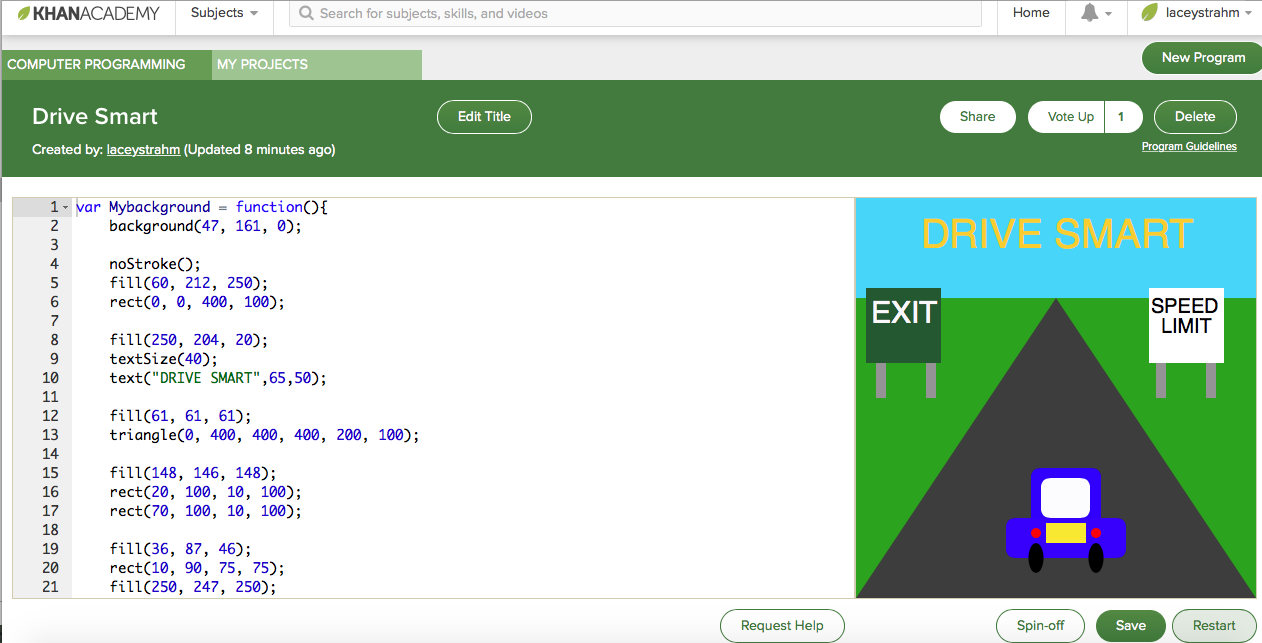 KHANACADEMY Subjects Search for subjects, skills, and videos Home laceystrahm
COMPUTER PROGRAMMING MY PROJECTS New Program
Drive Smart Edit Title Share Vote Up 1 Delete
Created by: laceystrahm (Updated 8 minutes ago) Program Guidelines
1 var Mybackground = function(){
2 background(47, 161, 0);
3
4 noStroke();
5 fill(60, 212, 250);
6 rect(0, 0, 400, 100);
7
8 fill(250, 204, 20);
9 textSize(40);
10 text("DRIVE SMART",65,50);
11
12 fill(61, 61, 61);
13 triangle(0, 400, 400, 400, 200, 100);
14
15 fill(148, 146, 148);
16 rect(20, 100, 10, 100);
17 rect(70, 100, 10, 100);
18
19 fill(36, 87, 46);
20 rect(10, 90, 75, 75);
21 fill(250, 247, 250);
DRIVE SMART
EXIT
SPEED
LIMIT
Request Help Spin-off Save Restart